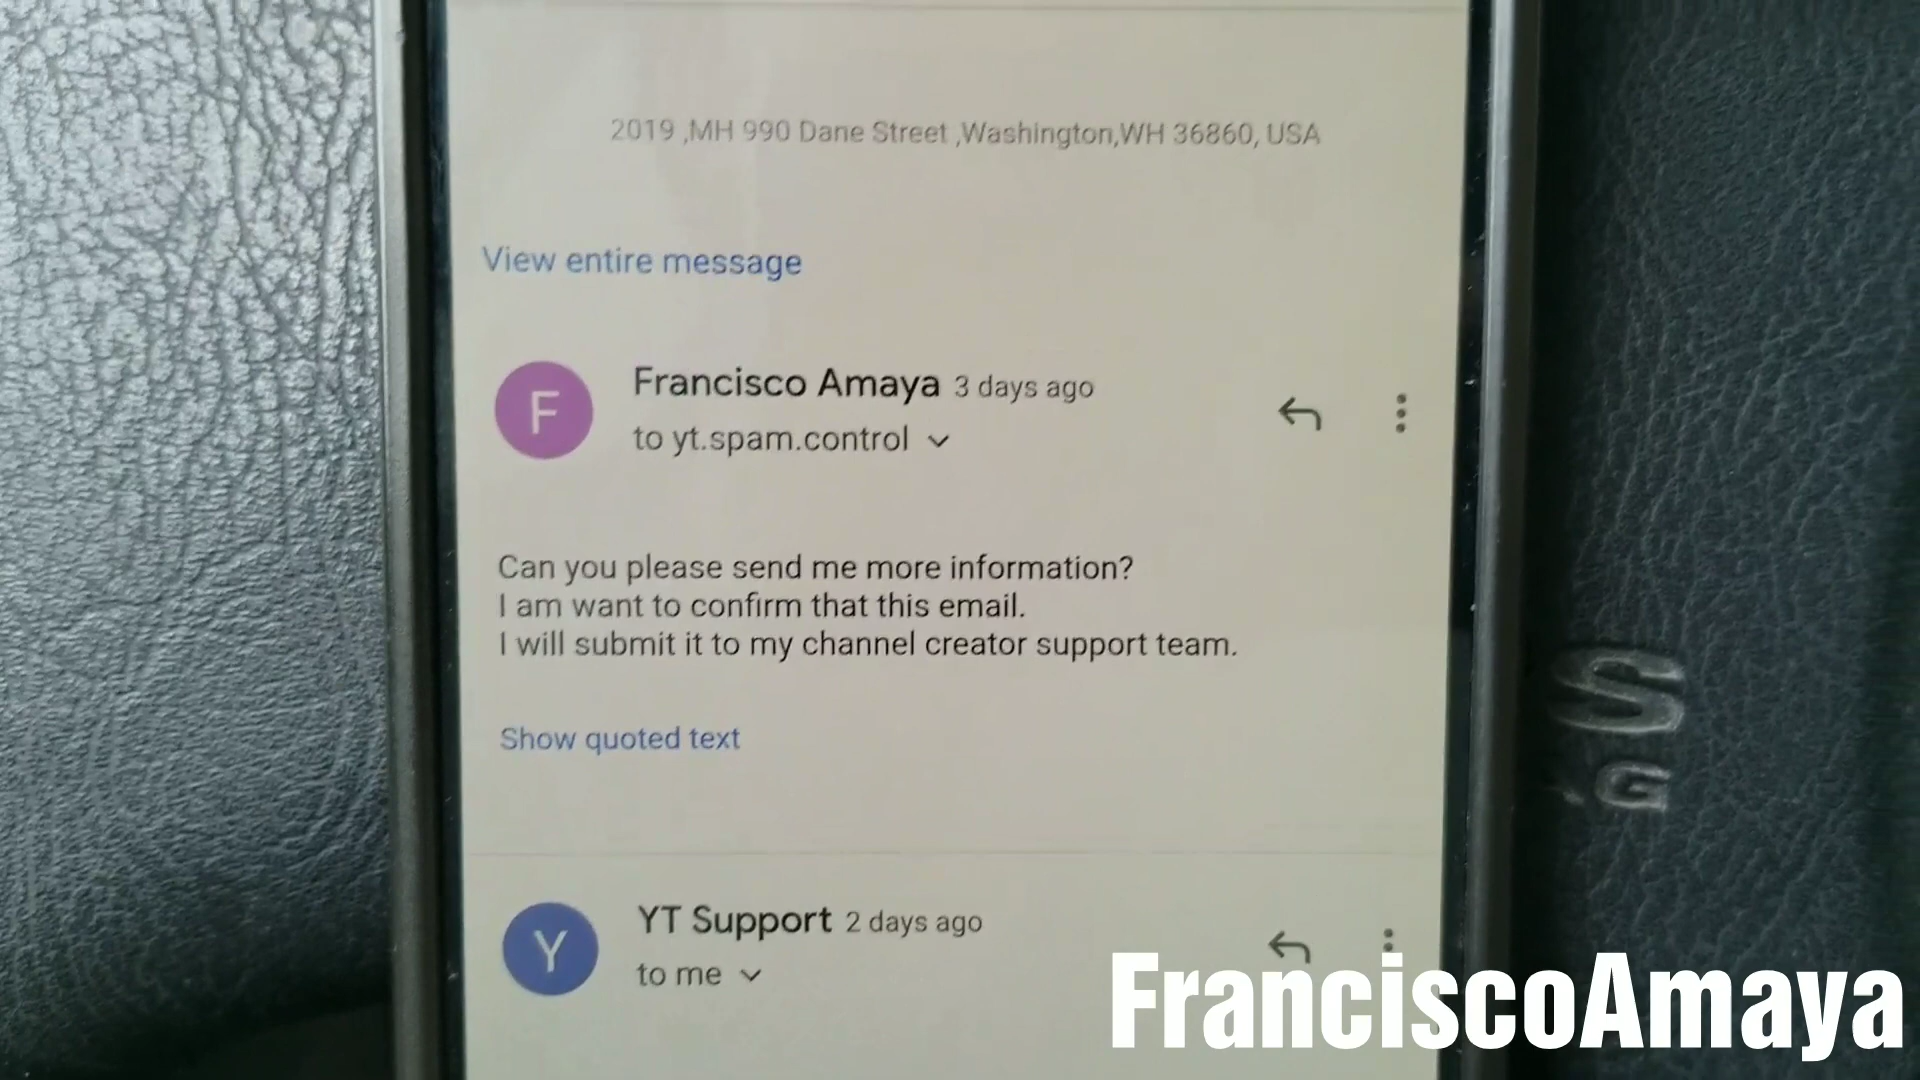 2019 ,MH 990 Dane Street ,Washington,WH 36860, USA
View entire message
F
Francisco Amaya 3 days ago
to yt.spam.control
Can you please send me more information?
I am want to confirm that this email.
I will submit it to my channel creator support team.
Show quoted text
Y
YT Support 2 days ago
to me
S
G
FranciscoAmaya